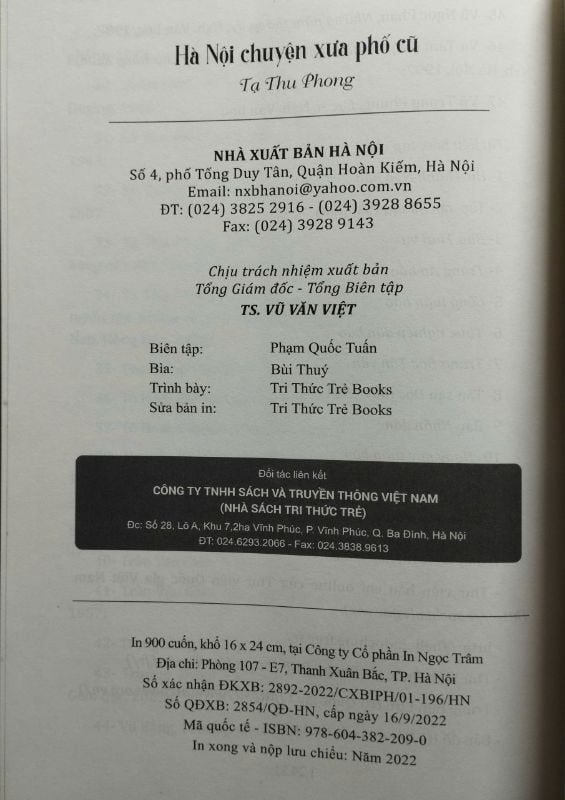 Hà Nội chuyện xưa phố cũ
Tạ Thu Phong
NHÀ XUẤT BẢN HÀ NỘI
Số 4, phố Tống Duy Tân, Quận Hoàn Kiếm, Hà Nội
Email: nxbhanoi@yahoo.com.vn
ĐT: (024) 3825 2916 - (024) 3928 8655
Fax: (024) 3928 9143
Chịu trách nhiệm xuất bản
Tổng Giám đốc - Tổng Biên tập
TS. VŨ VĂN VIỆT
Biên tập: Phạm Quốc Tuấn
Bìa: Bùi Thuý
Trình bày: Tri Thức Trẻ Books
Sửa bản in: Tri Thức Trẻ Books
Đối tác liên kết
CÔNG TY TNHH SÁCH VÀ TRUYỀN THÔNG VIỆT NAM
(NHÀ SÁCH TRI THỨC TRẺ)
Đc: Số 28, Lô A, Khu 7,2ha Vĩnh Phúc, P. Vĩnh Phúc, Q. Ba Đình, Hà Nội
ĐT: 024.6293.2066 - Fax: 024.3838.9613
In 900 cuốn, khổ 16 x 24 cm, tại Công ty Cổ phần In Ngọc Trâm
Địa chỉ: Phòng 107 - E7, Thanh Xuân Bắc, TP. Hà Nội
Số xác nhận ĐKXB: 2892-2022/CXBIPH/01-196/HN
Số QĐXB: 2854/QĐ-HN, cấp ngày 16/9/2022
Mã quốc tế - ISBN: 978-604-382-209-0
In xong và nộp lưu chiểu: Năm 2022